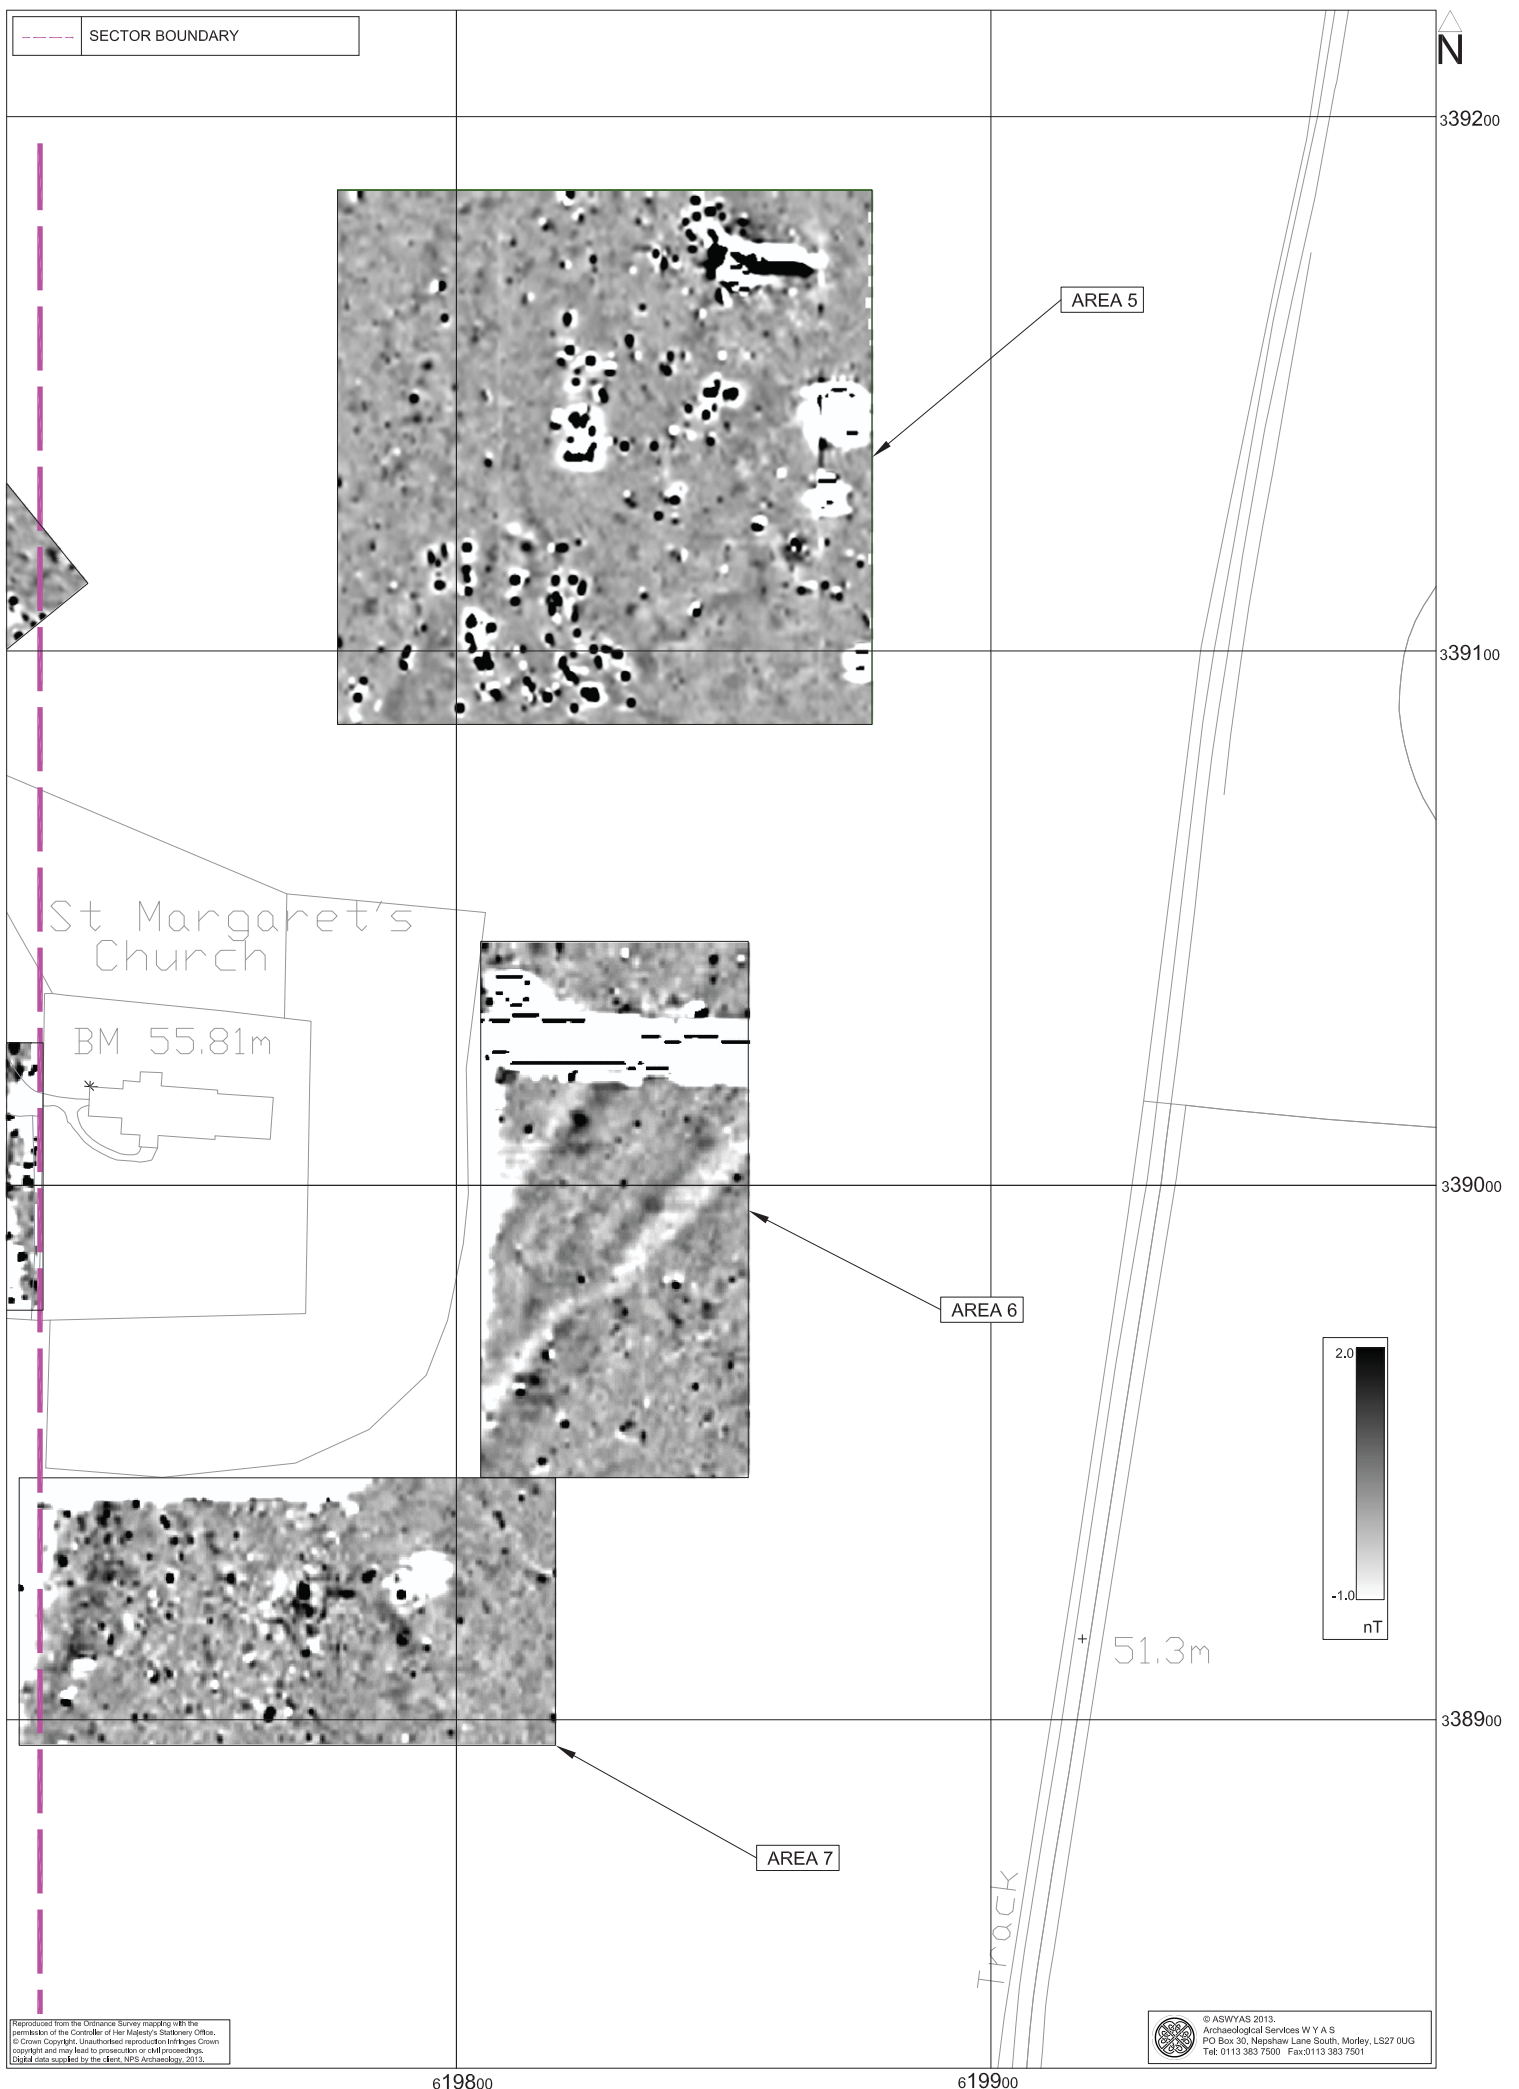 SECTOR BOUNDARY
N
339200
AREA 5
339100
St Margaret's
Church
BM 55.81m
339000
AREA 6
2.0
-1.0
nT
51.3m
338900
AREA 7
Track
Reproduced from the Ordnance Survey mapping with the
permission of the Controller of Her Majesty's Stationery Office.
© Crown Copyright. Unauthorised reproduction infringes Crown
copyright and may lead to prosecution or civil proceedings.
Digital data supplied by the client, NPS Archaeology, 2013.
© ASWYAS 2013.
Archaeological Services W Y A S
PO Box 30, Nepshaw Lane South, Morley, LS27 0UG
Tel: 0113 383 7500 Fax:0113 383 7501
619800
619900